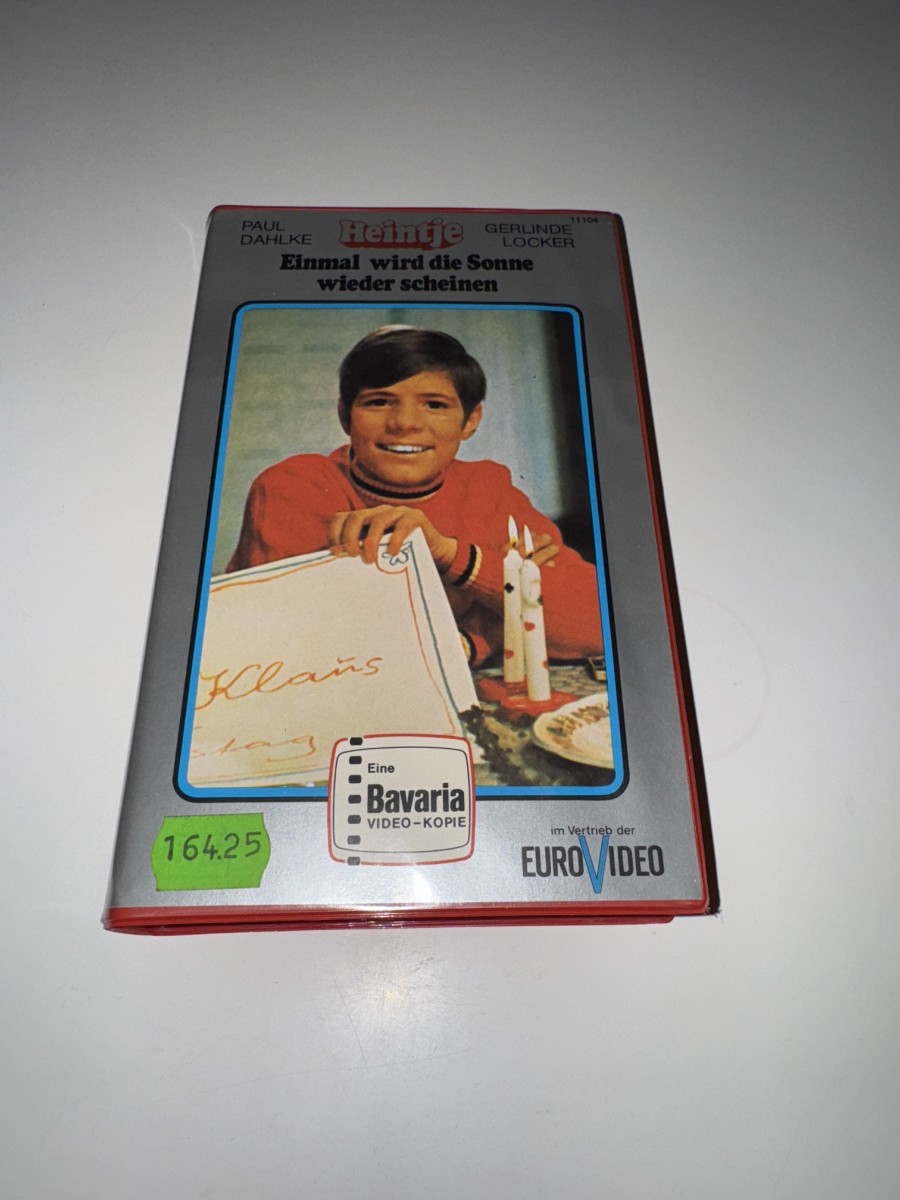 PAUL
DAHLKE
Heintje
GERLINDE
LOCKER
11104
Einmal wird die Sonne
wieder scheinen
Klaus
stag
Eine
Bavaria
VIDEO-KOPIE
164.25
im Vertrieb der
EUROVIDEO